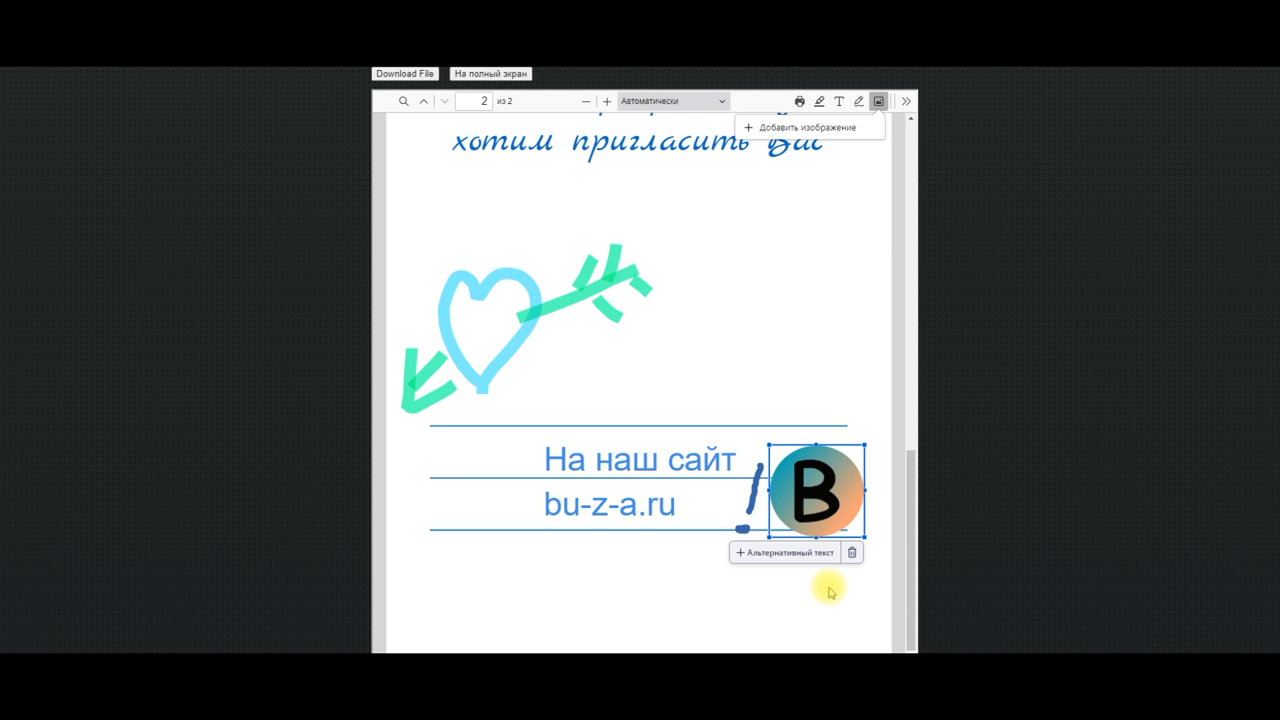 Download File
На полный экран
2 из 2
Автоматически
Добавить изображение
хотим пригласить Вас
На наш сайт
bu-z-a.ru
!
B
Альтернативный текст